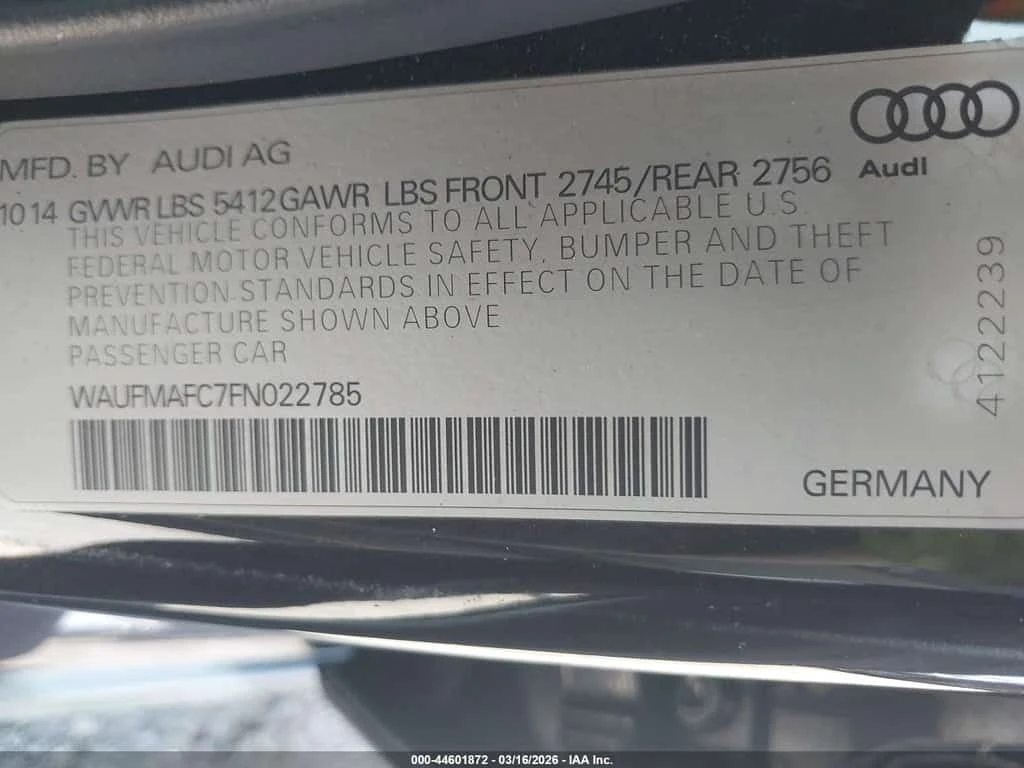 MFD. BY AUDI AG
Audi
1014 GVWR LBS 5412 GAWR LBS FRONT 2745/REAR 2756
THIS VEHICLE CONFORMS TO ALL APPLICABLE U.S.
FEDERAL MOTOR VEHICLE SAFETY, BUMPER AND THEFT
PREVENTION STANDARDS IN EFFECT ON THE DATE OF
MANUFACTURE SHOWN ABOVE
PASSENGER CAR
WAUFMAFC7FN022785
4122239
GERMANY
000-44601872 - 03/16/2026 - IAA Inc.